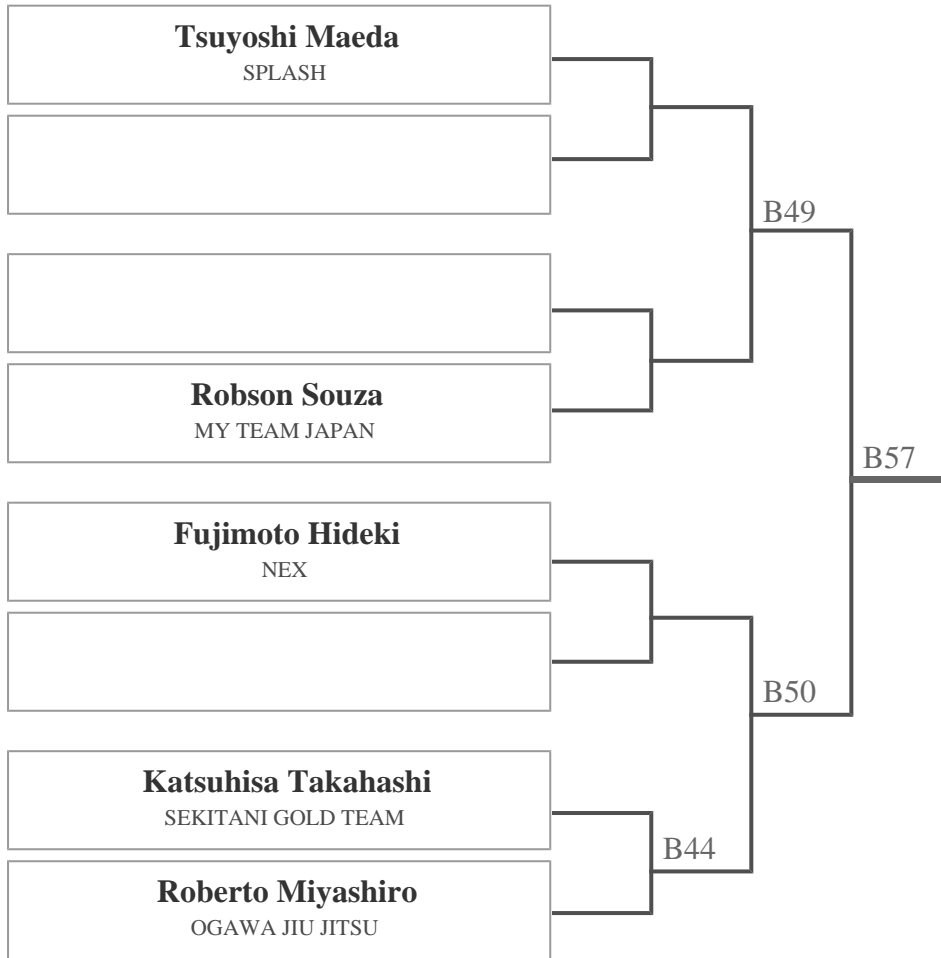 Tsuyoshi Maeda
SPLASH
B49
Robson Souza
MY TEAM JAPAN
B57
Fujimoto Hideki
NEX
B50
Katsuhisa Takahashi
SEKITANI GOLD TEAM
B44
Roberto Miyashiro
OGAWA JIU JITSU